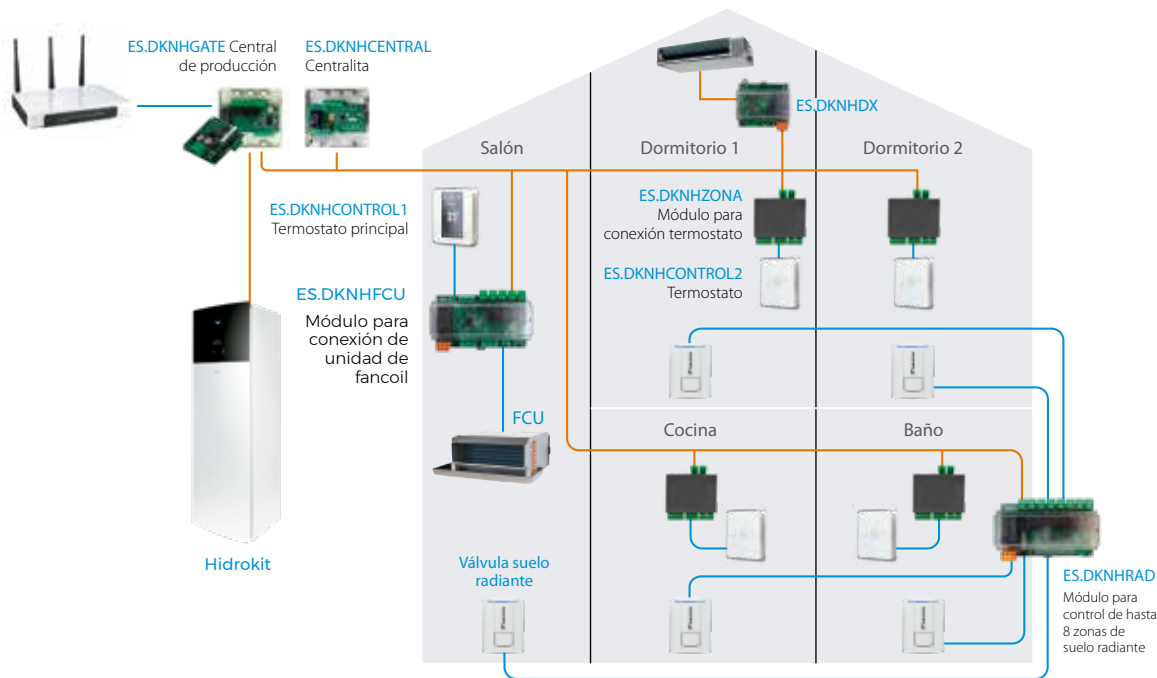 ES.DKNHGATE Central
de producción
ES.DKNHCENTRAL
Centralita
ES.DKNHDX
Salón
Dormitorio 1
Dormitorio 2
ES.DKNHCONTROL1
Termostato principal
ES.DKNHZONA
Módulo para
conexión termostato
ES.DKNHCONTROL2
Termostato
ES.DKNHFCU
Módulo para
conexión de
unidad de
fancoil
FCU
Cocina
Baño
Hidrokit
Válvula suelo
radiante
ES.DKNHRAD
Módulo para
control de hasta
8 zonas de
suelo radiante